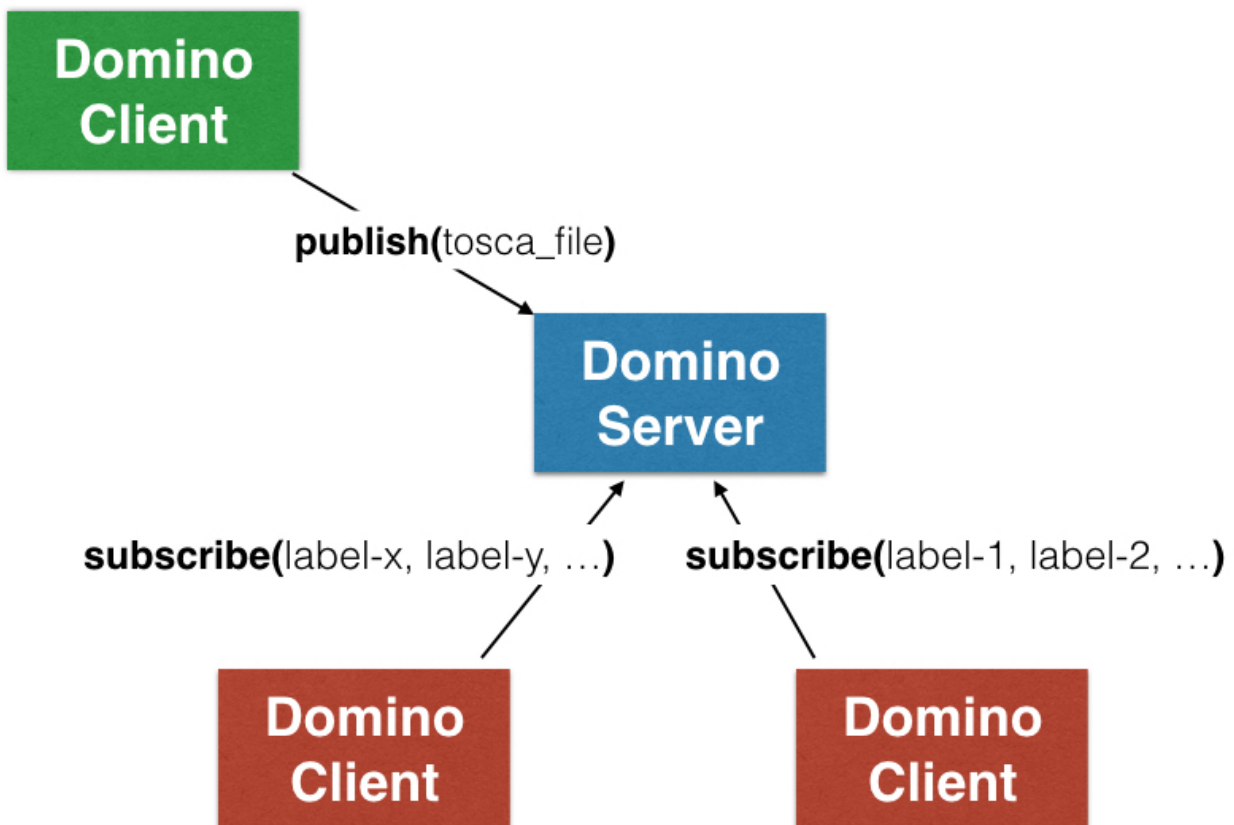 Domino
Client
publish(tosca_file)
Domino
Server
subscribe(label-x, label-y, …)
subscribe(label-1, label-2, …)
Domino
Client
Domino
Client